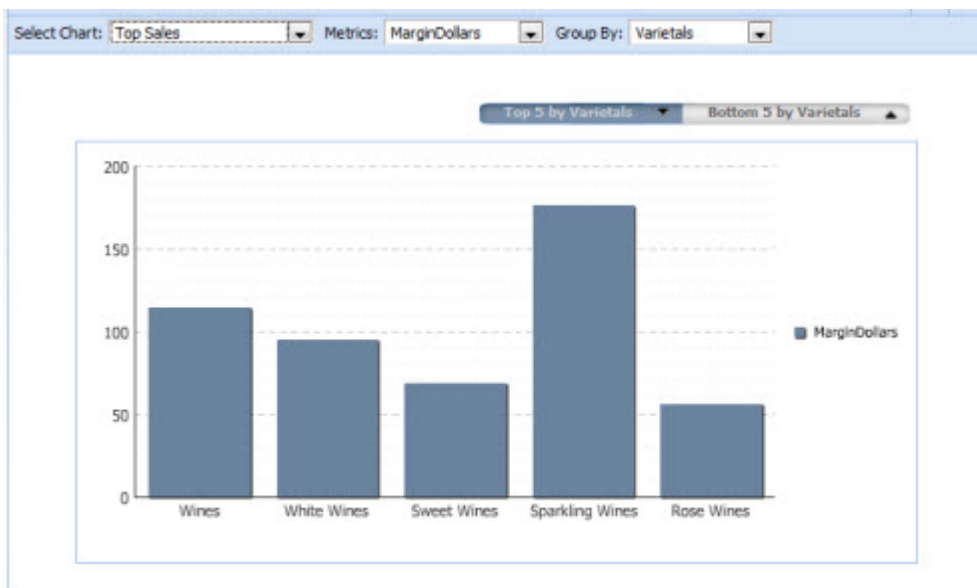 Select Chart: Top Sales Metrics: MarginDollars Group By: Varietals
Top 5 by Varietals Bottom 5 by Varietals
200
150
100
50
0
MarginDollars
Wines White Wines Sweet Wines Sparkling Wines Rose Wines